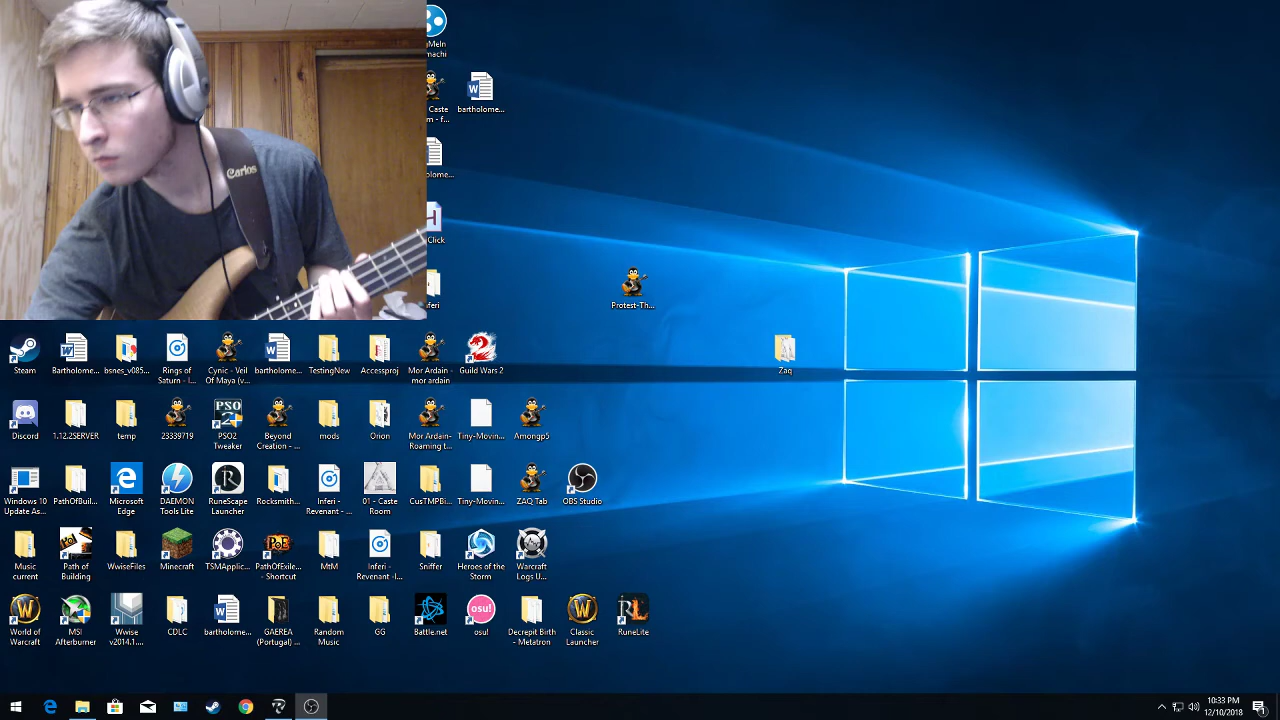 Carlos
machi
bartholome...
Caste
Click
Protest-Th...
Steam
Bartholome...
bsnes_v085...
Rings of
Saturn - I...
Cynic - Veil
Of Maya (v...
bartholome...
TestingNew
Accessproj
Mor Ardain -
mor ardain
Guild Wars 2
Zaq
Discord
1.12.2SERVER
temp
23339719
PSO2
Tweaker
Beyond
Creation - ...
mods
Orion
Mor Ardain-
Roaming t...
Tiny-Movin...
Amongp5
Windows 10
Update As...
PathOfBuil...
Microsoft
Edge
DAEMON
Tools Lite
RuneScape
Launcher
Rocksmith...
Inferi -
Revenant - ...
01 - Caste
Room
CusTMPBi...
Tiny-Movin...
ZAQ Tab
OBS Studio
Music
current
Path of
Building
WwiseFiles
Minecraft
TSMApplic...
PathOfExile...
- Shortcut
MtM
Inferi -
Revenant -I...
Sniffer
Heroes of the
Storm
Warcraft
Logs U...
World of
Warcraft
MSI
Afterburner
Wwise
v2014.1....
CDLC
bartholome...
GAEREA
(Portugal) ...
Random
Music
GG
Battle.net
osu!
Decrepit Birth
- Metatron
Classic
Launcher
RuneLite
10:33 PM
12/10/2018